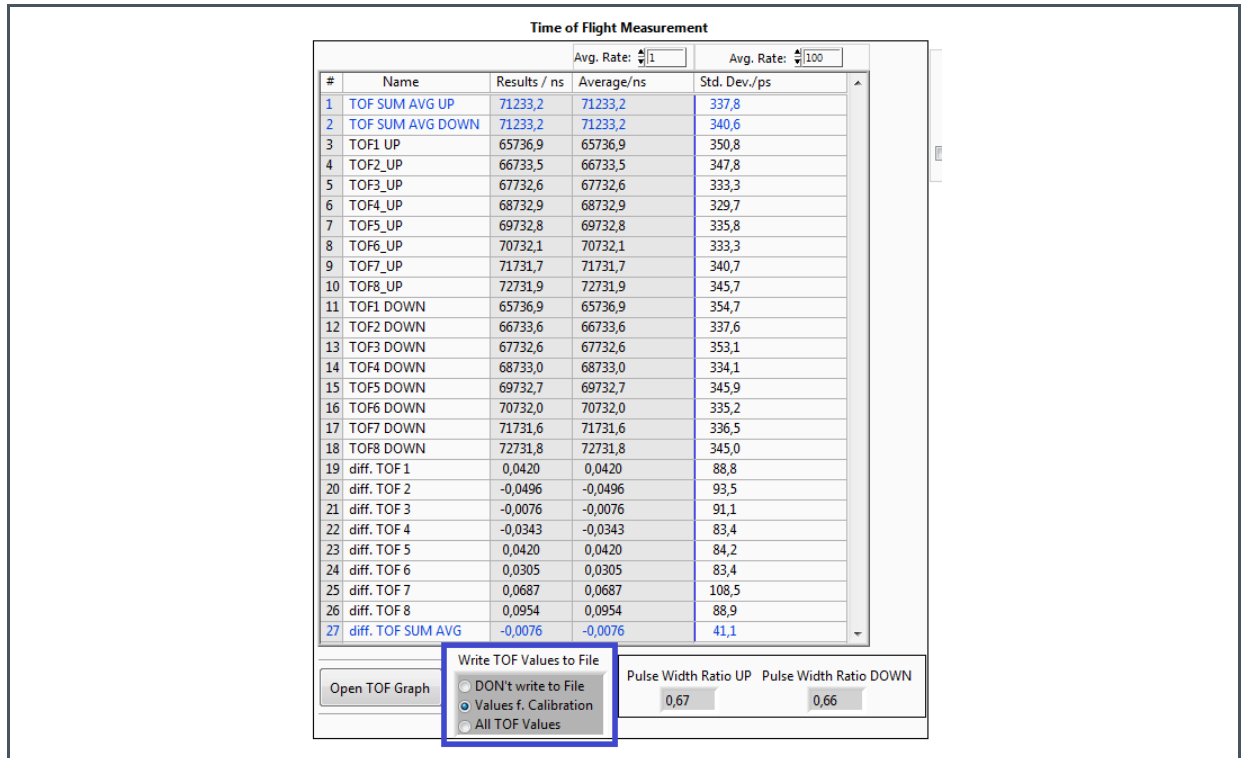 Time of Flight Measurement
Avg. Rate: 1 Avg. Rate: 100
# Name Results / ns Average/ns Std. Dev./ps
1 TOF SUM AVG UP 71233,2 71233,2 337,8
2 TOF SUM AVG DOWN 71233,2 71233,2 340,6
3 TOF1 UP 65736,9 65736,9 350,8
4 TOF2_UP 66733,5 66733,5 347,8
5 TOF3_UP 67732,6 67732,6 333,3
6 TOF4_UP 68732,9 68732,9 329,7
7 TOF5_UP 69732,8 69732,8 335,8
8 TOF6_UP 70732,1 70732,1 333,3
9 TOF7_UP 71731,7 71731,7 340,7
10 TOF8_UP 72731,9 72731,9 345,7
11 TOF1 DOWN 65736,9 65736,9 354,7
12 TOF2 DOWN 66733,6 66733,6 337,6
13 TOF3 DOWN 67732,6 67732,6 353,1
14 TOF4 DOWN 68733,0 68733,0 334,1
15 TOF5 DOWN 69732,7 69732,7 345,9
16 TOF6 DOWN 70732,0 70732,0 335,2
17 TOF7 DOWN 71731,6 71731,6 336,5
18 TOF8 DOWN 72731,8 72731,8 345,0
19 diff. TOF 1 0,0420 0,0420 88,8
20 diff. TOF 2 -0,0496 -0,0496 93,5
21 diff. TOF 3 -0,0076 -0,0076 91,1
22 diff. TOF 4 -0,0343 -0,0343 83,4
23 diff. TOF 5 0,0420 0,0420 84,2
24 diff. TOF 6 0,0305 0,0305 83,4
25 diff. TOF 7 0,0687 0,0687 108,5
26 diff. TOF 8 0,0954 0,0954 88,9
27 diff. TOF SUM AVG -0,0076 -0,0076 41,1
Open TOF Graph
Write TOF Values to File
DON't write to File
Values f. Calibration
All TOF Values
Pulse Width Ratio UP Pulse Width Ratio DOWN
0,67 0,66